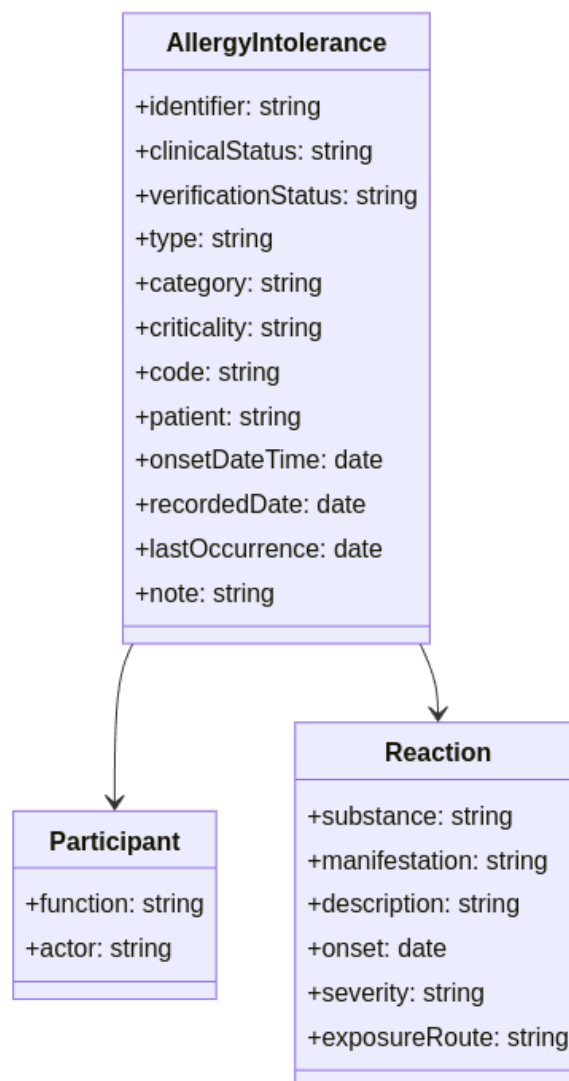 AllergyIntolerance
+identifier: string
+clinicalStatus: string
+verificationStatus: string
+type: string
+category: string
+criticality: string
+code: string
+patient: string
+onsetDateTime: date
+recordedDate: date
+lastOccurrence: date
+note: string
Participant
+function: string
+actor: string
Reaction
+substance: string
+manifestation: string
+description: string
+onset: date
+severity: string
+exposureRoute: string